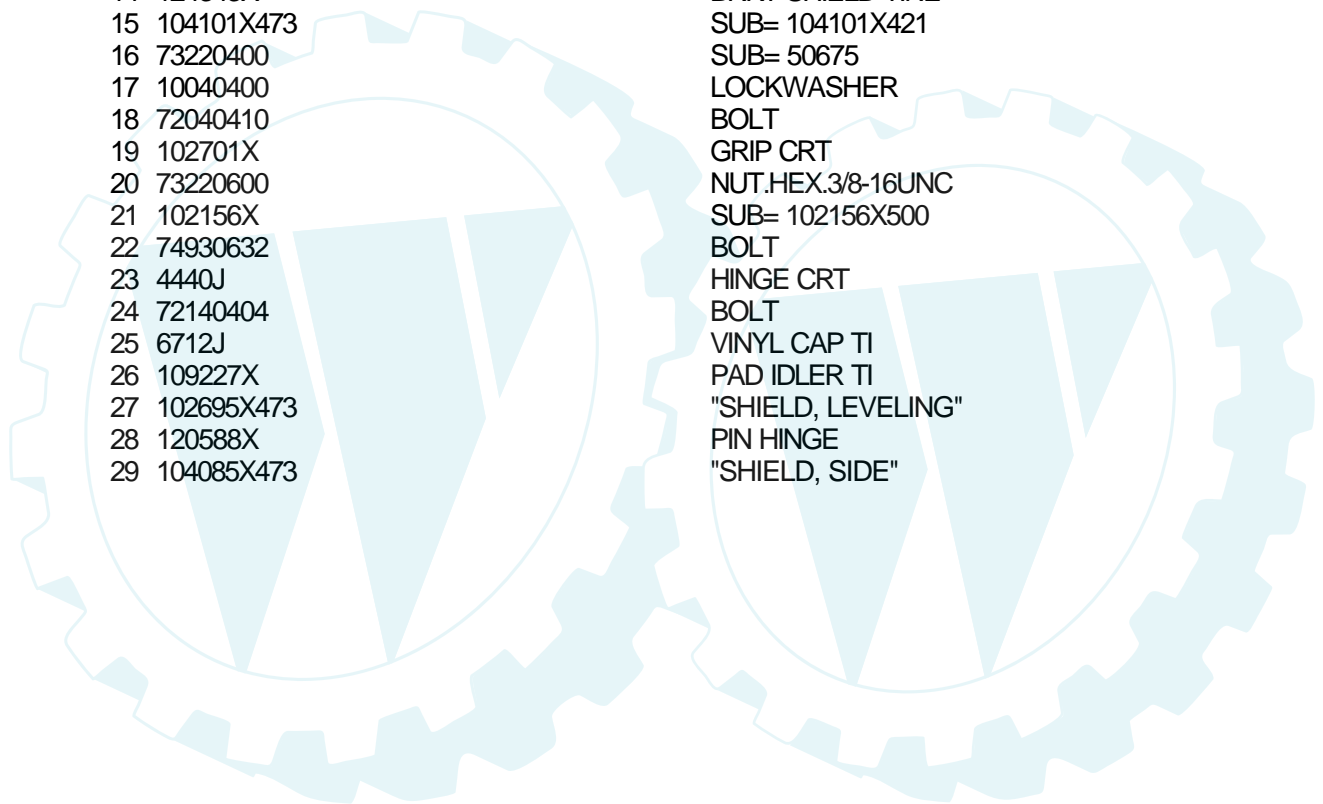 15 104101X473 SUB= 104101X421
16 73220400 SUB= 50675
17 10040400 LOCKWASHER
18 72040410 BOLT
19 102701X GRIP CRT
20 73220600 NUT.HEX.3/8-16UNC
21 102156X SUB= 102156X500
22 74930632 BOLT
23 4440J HINGE CRT
24 72140404 BOLT
25 6712J VINYL CAP TI
26 109227X PAD IDLER TI
27 102695X473 "SHIELD, LEVELING"
28 120588X PIN HINGE
29 104085X473 "SHIELD, SIDE"